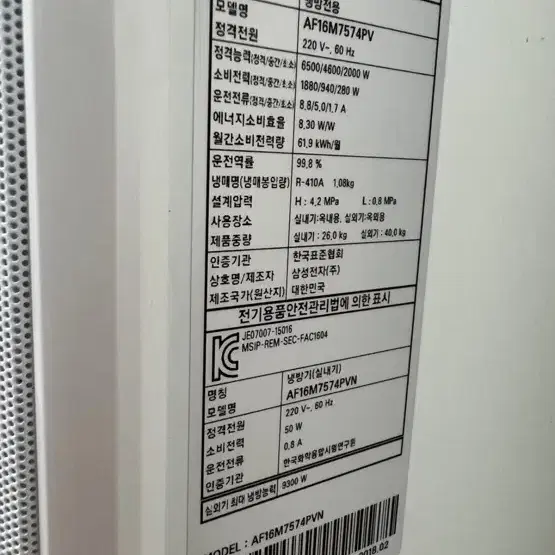 냉방전용
모델명 AF16M7574PV
정격전원 220 V~, 60 Hz
정격능력(정격/중간/최소) 6500/4600/2000 W
소비전력(정격/중간/최소) 1880/940/280 W
운전전류(정격/중간/최소) 8.8/5.0/1.7 A
에너지소비효율 8.30 W/W
월간소비전력량 61.9 kWh/월
운전역률 99.8 %
냉매명(냉매봉입량) R-410A 1.08kg
설계압력 H : 4.2 MPa L : 0.8 MPa
사용장소 실내기:옥내용, 실외기:옥외용
제품중량 실내기 : 26.0 kg 실외기 : 40.0 kg
인증기관 한국표준협회
상호명/제조자 삼성전자(주)
제조국가(원산지) 대한민국
전기용품안전관리법에 의한 표시
JE07007-15016
MSIP-REM-SEC-FAC1604
명칭 냉방기(실내기)
모델명 AF16M7574PVN
정격전원 220 V~, 60 Hz
소비전력 50 W
운전전류 0.8 A
인증기관 한국화학융합시험연구원
실외기 최대 냉방능력 9300 W
MODEL : AF16M7574PVN
2018.02